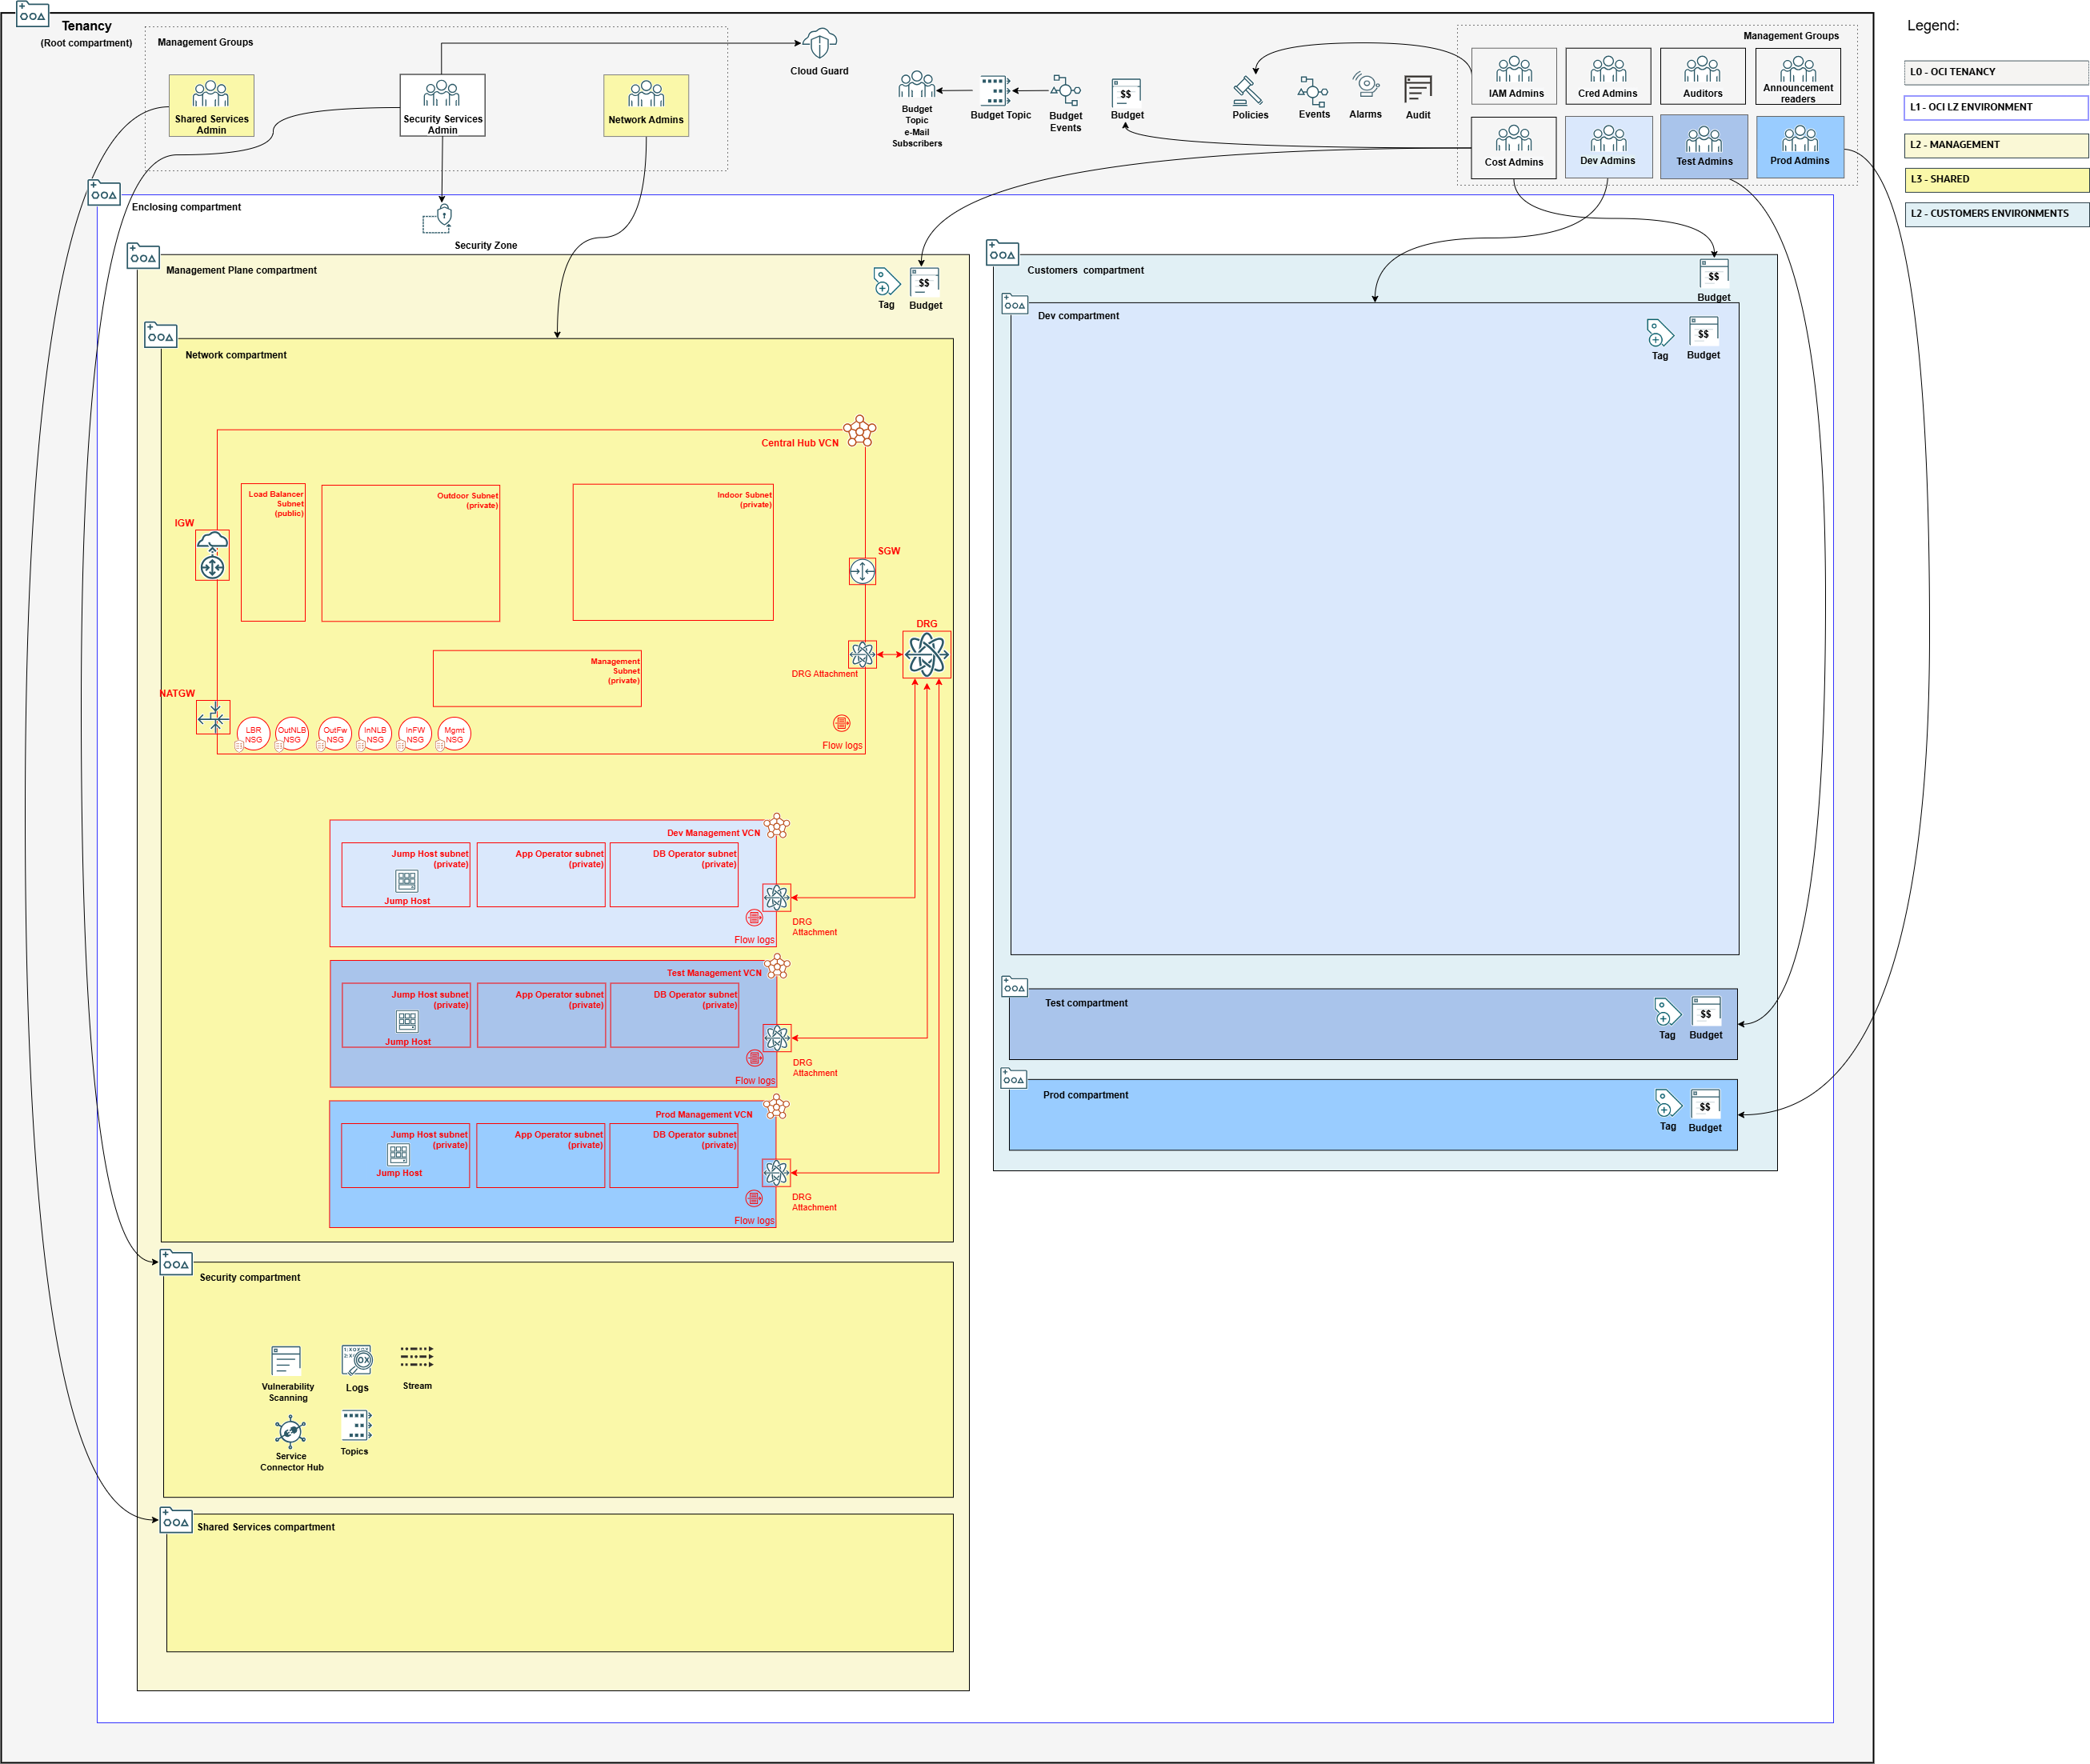 Tenancy
(Root compartment)
Management Groups
Shared Services
Admin
Security Services
Admin
Network Admins
Cloud Guard
Budget
Topic
e-Mail
Subscribers
Budget Topic
Budget
Events
$$
Budget
Policies
Events
Alarms
Audit
Management Groups
IAM Admins
Cred Admins
Auditors
Announcement
readers
Cost Admins
Dev Admins
Test Admins
Prod Admins
Legend:
L0 - OCI TENANCY
L1 - OCI LZ ENVIRONMENT
L2 - MANAGEMENT
L3 - SHARED
L2 - CUSTOMERS ENVIRONMENTS
Enclosing compartment
Security Zone
Management Plane compartment
Tag
$$
Budget
Network compartment
Central Hub VCN
Load Balancer
Subnet
(public)
Outdoor Subnet
(private)
Indoor Subnet
(private)
IGW
SGW
DRG
DRG Attachment
Management
Subnet
(private)
NATGW
LBR
NSG
OutNLB
NSG
OutFw
NSG
InNLB
NSG
InFW
NSG
Mgmt
NSG
Flow logs
Dev Management VCN
Jump Host subnet
(private)
Jump Host
App Operator subnet
(private)
DB Operator subnet
(private)
DRG
Attachment
Flow logs
Test Management VCN
Jump Host subnet
(private)
Jump Host
App Operator subnet
(private)
DB Operator subnet
(private)
DRG
Attachment
Flow logs
Prod Management VCN
Jump Host subnet
(private)
Jump Host
App Operator subnet
(private)
DB Operator subnet
(private)
DRG
Attachment
Flow logs
Security compartment
Vulnerability
Scanning
Logs
Stream
Service
Connector Hub
Topics
Shared Services compartment
Customers compartment
$$
Budget
Dev compartment
Tag
$$
Budget
Test compartment
Tag
$$
Budget
Prod compartment
Tag
$$
Budget